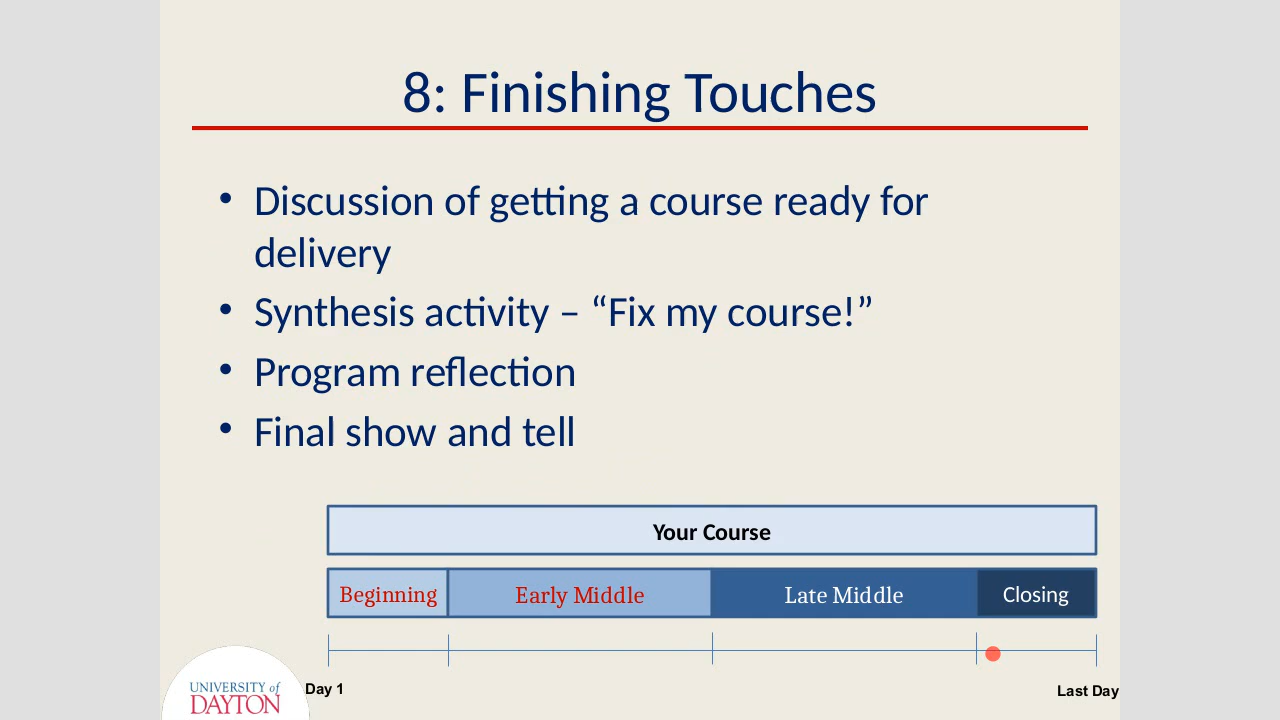 8: Finishing Touches
• Discussion of getting a course ready for
delivery
• Synthesis activity – “Fix my course!”
• Program reflection
• Final show and tell
Your Course
Beginning Early Middle Late Middle Closing
UNIVERSITY of
DAYTON
Day 1 Last Day